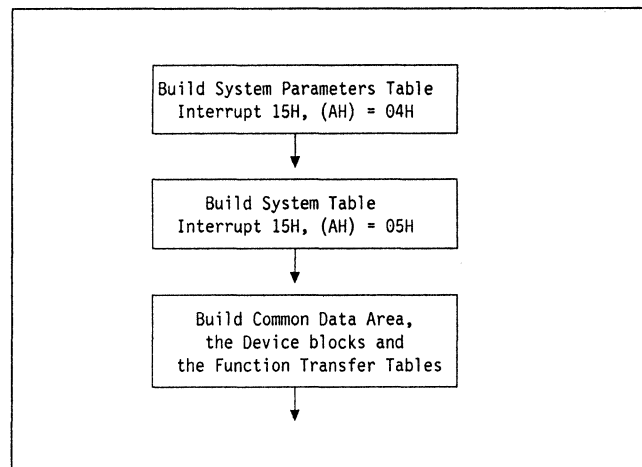 Build System Parameters Table
Interrupt 15H, (AH) = 04H
Build System Table
Interrupt 15H, (AH) = 05H
Build Common Data Area,
the Device blocks and
the Function Transfer Tables